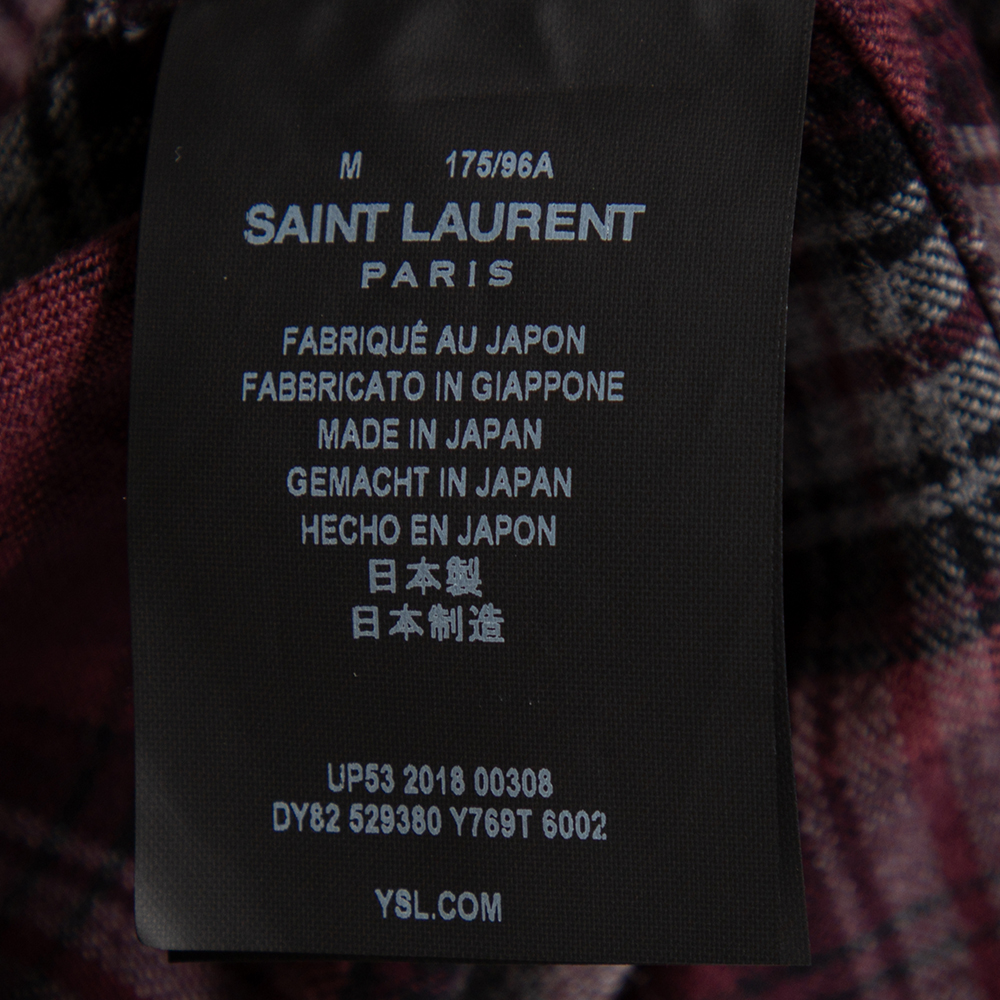 M 175/96A
SAINT LAURENT
PARIS
FABRIQUÉ AU JAPON
FABBRICATO IN GIAPPONE
MADE IN JAPAN
GEMACHT IN JAPAN
HECHO EN JAPON
日本製
日本制造
UP53 2018 00308
DY82 529380 Y769T 6002
YSL.COM